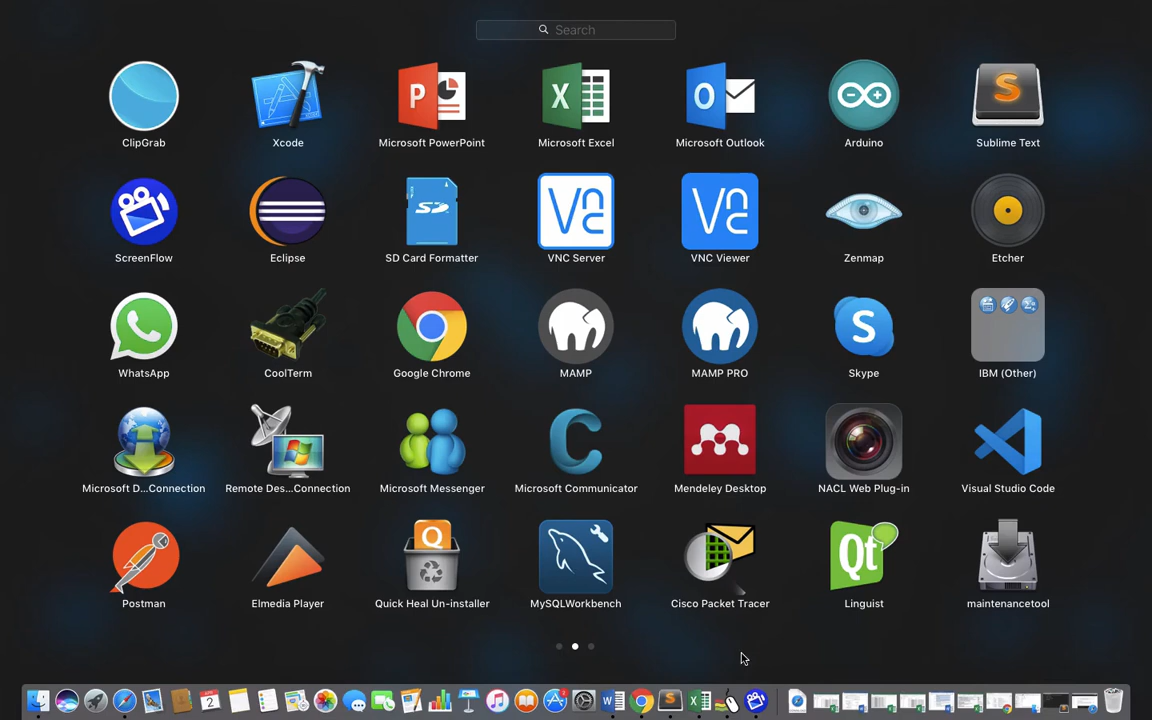 Search
ClipGrab
Xcode
Microsoft PowerPoint
Microsoft Excel
Microsoft Outlook
Arduino
Sublime Text
ScreenFlow
Eclipse
SD Card Formatter
VNC Server
VNC Viewer
Zenmap
Etcher
WhatsApp
CoolTerm
Google Chrome
MAMP
MAMP PRO
Skype
IBM (Other)
Microsoft D...Connection
Remote Des...Connection
Microsoft Messenger
Microsoft Communicator
Mendeley Desktop
NACL Web Plug-in
Visual Studio Code
Postman
Elmedia Player
Quick Heal Un-installer
MySQLWorkbench
Cisco Packet Tracer
Linguist
maintenancetool